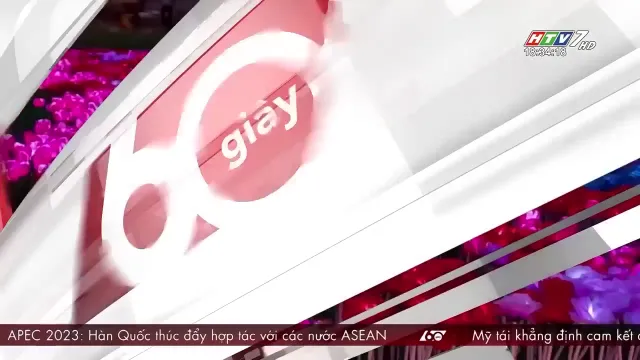 HTV7 HD
18:34:18
60 giây
APEC 2023: Hàn Quốc thúc đẩy hợp tác với các nước ASEAN 60 Mỹ tái khẳng định cam kết